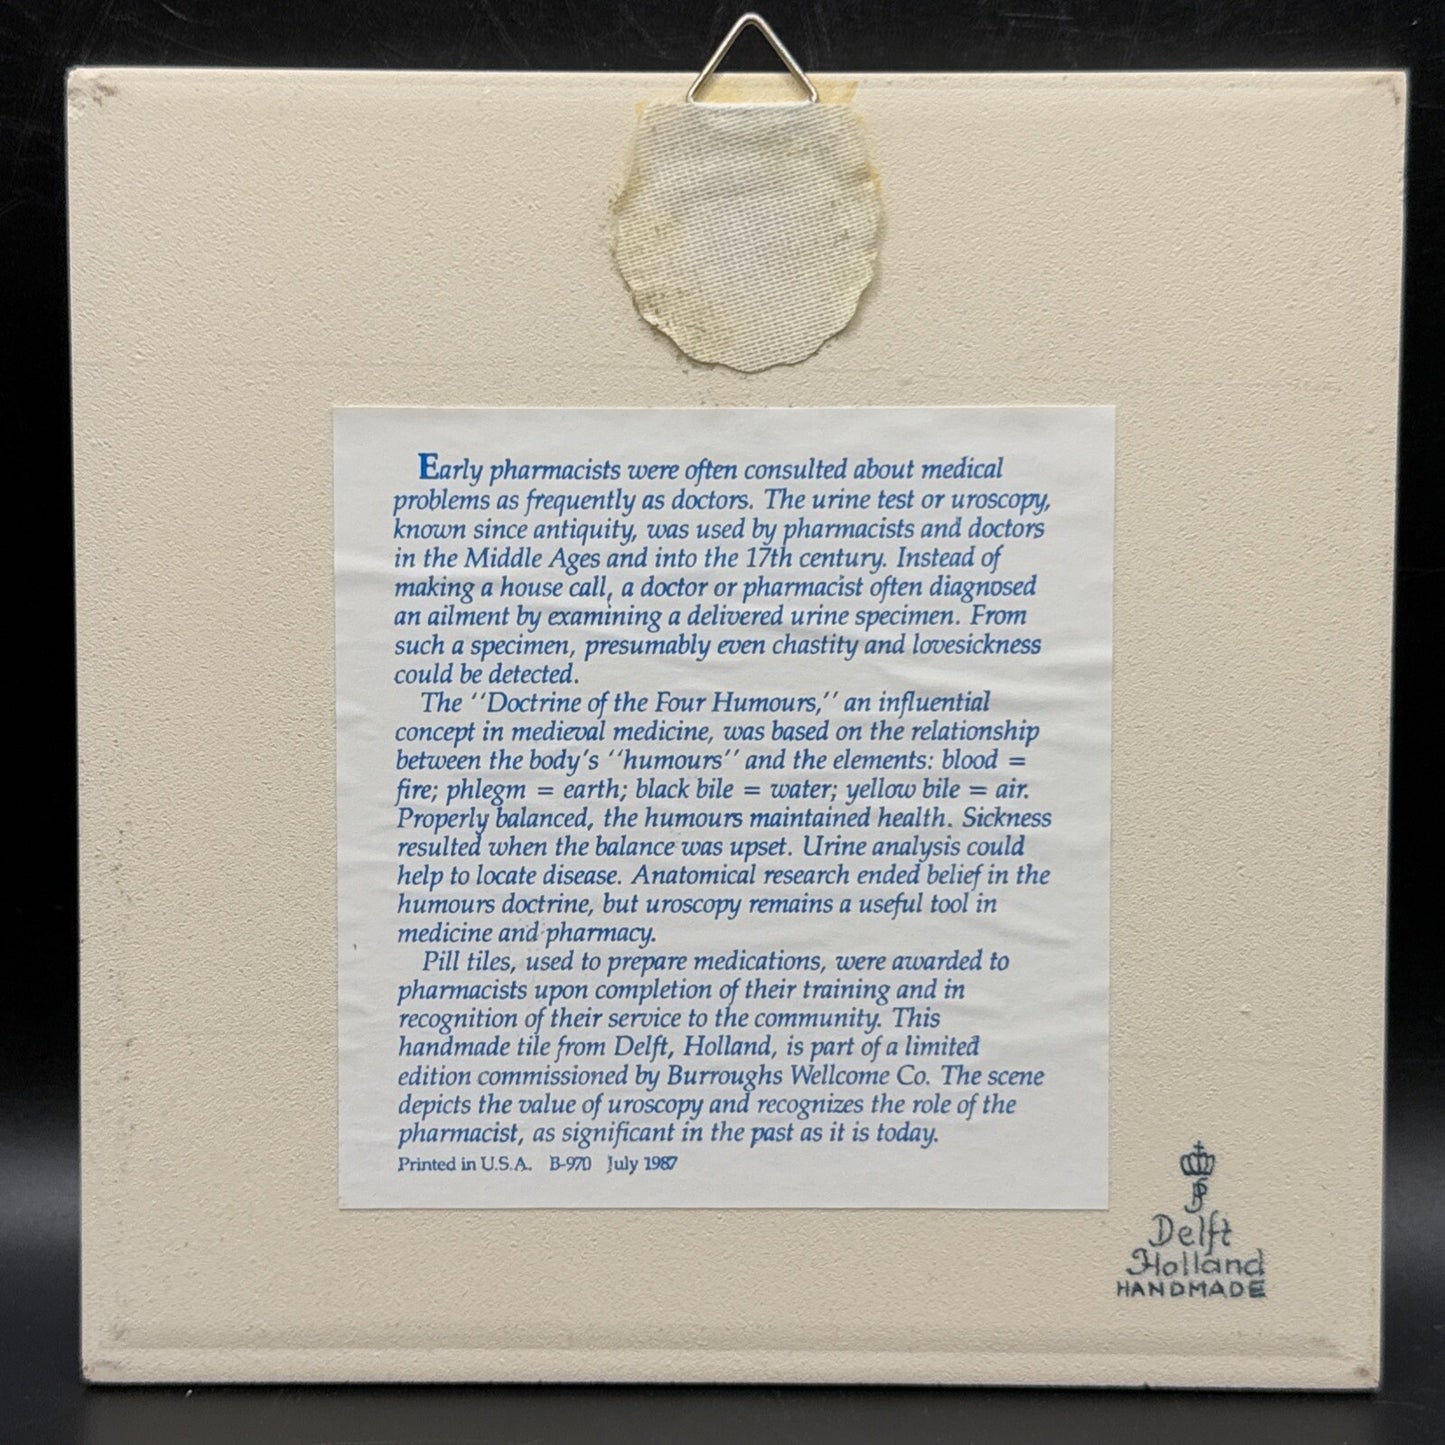 Early pharmacists were often consulted about medical
problems as frequently as doctors. The urine test or uroscopy,
known since antiquity, was used by pharmacists and doctors
in the Middle Ages and into the 17th century. Instead of
making a house call, a doctor or pharmacist often diagnosed
an ailment by examining a delivered urine specimen. From
such a specimen, presumably even chastity and lovesickness
could be detected.
The ''Doctrine of the Four Humours,'' an influential
concept in medieval medicine, was based on the relationship
between the body's ''humours'' and the elements: blood =
fire; phlegm = earth; black bile = water; yellow bile = air.
Properly balanced, the humours maintained health. Sickness
resulted when the balance was upset. Urine analysis could
help to locate disease. Anatomical research ended belief in the
humours doctrine, but uroscopy remains a useful tool in
medicine and pharmacy.
Pill tiles, used to prepare medications, were awarded to
pharmacists upon completion of their training and in
recognition of their service to the community. This
handmade tile from Delft, Holland, is part of a limited
edition commissioned by Burroughs Wellcome Co. The scene
depicts the value of uroscopy and recognizes the role of the
pharmacist, as significant in the past as it is today.
Printed in U.S.A. B-970 July 1987
Delft
Holland
HANDMADE